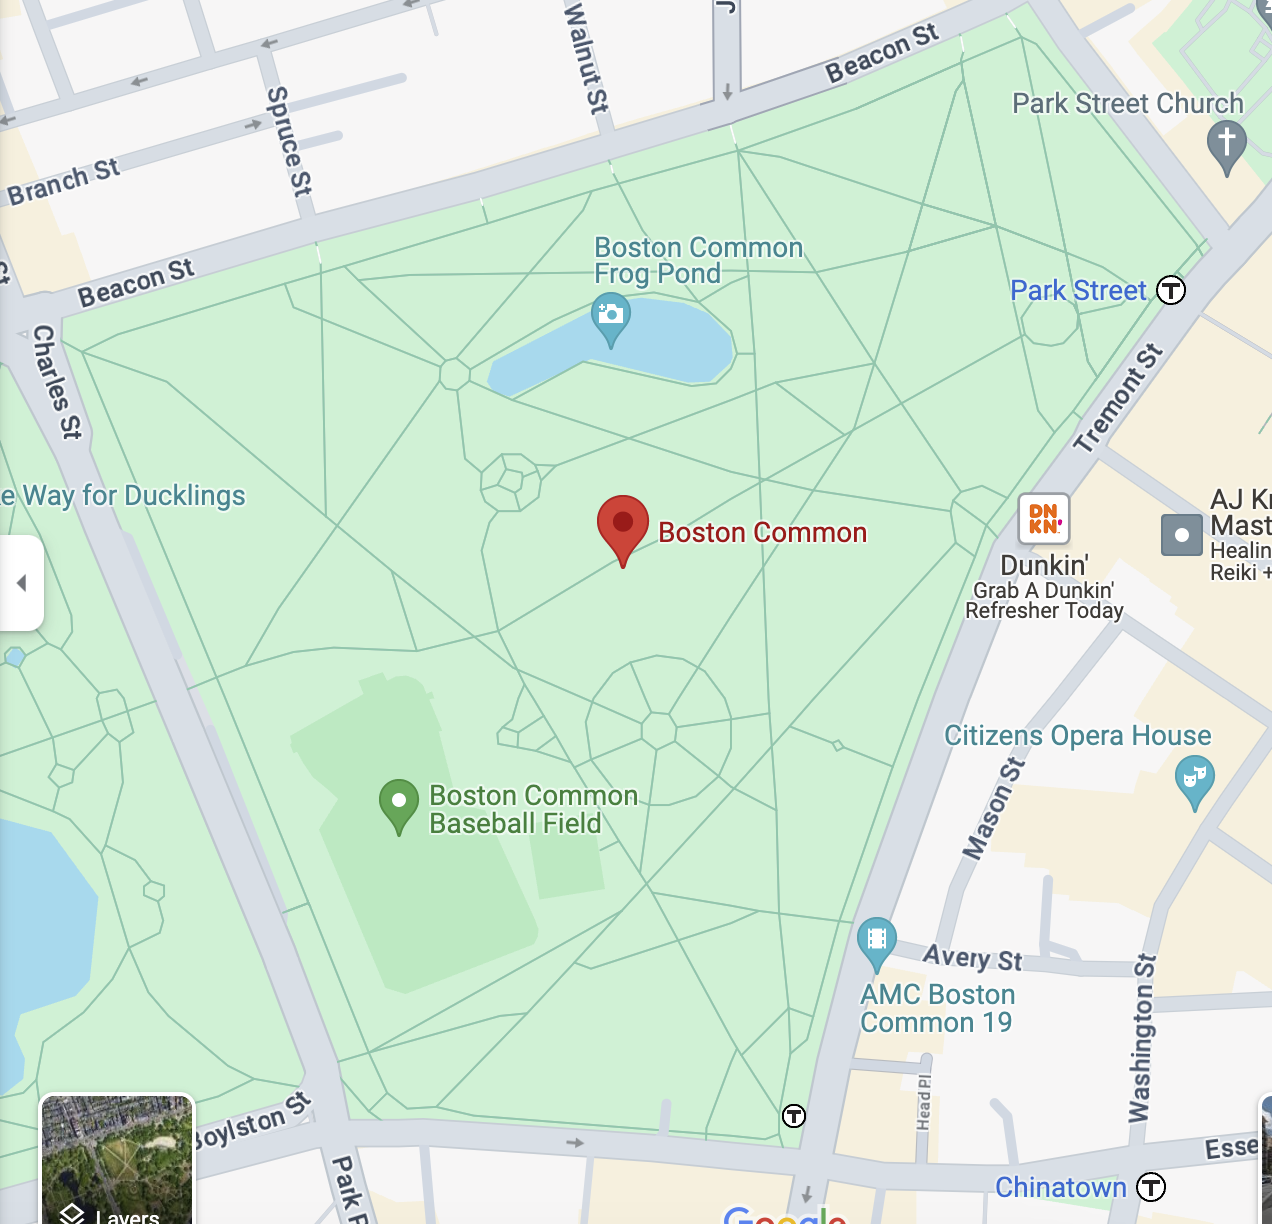 Walnut St
J
Beacon St
Park Street Church
Spruce St
Branch St
Boston Common
Frog Pond
Beacon St
Park Street
T
Charles St
Tremont St
e Way for Ducklings
DN
KN'
AJ K
Mast
Healin
Reiki +
Boston Common
Dunkin'
Grab A Dunkin'
Refresher Today
Citizens Opera House
Mason St
Boston Common
Baseball Field
Avery St
AMC Boston
Common 19
Washington St
Head Pl
T
Boylston St
Esse
Park P
Chinatown
T
Layers
Google